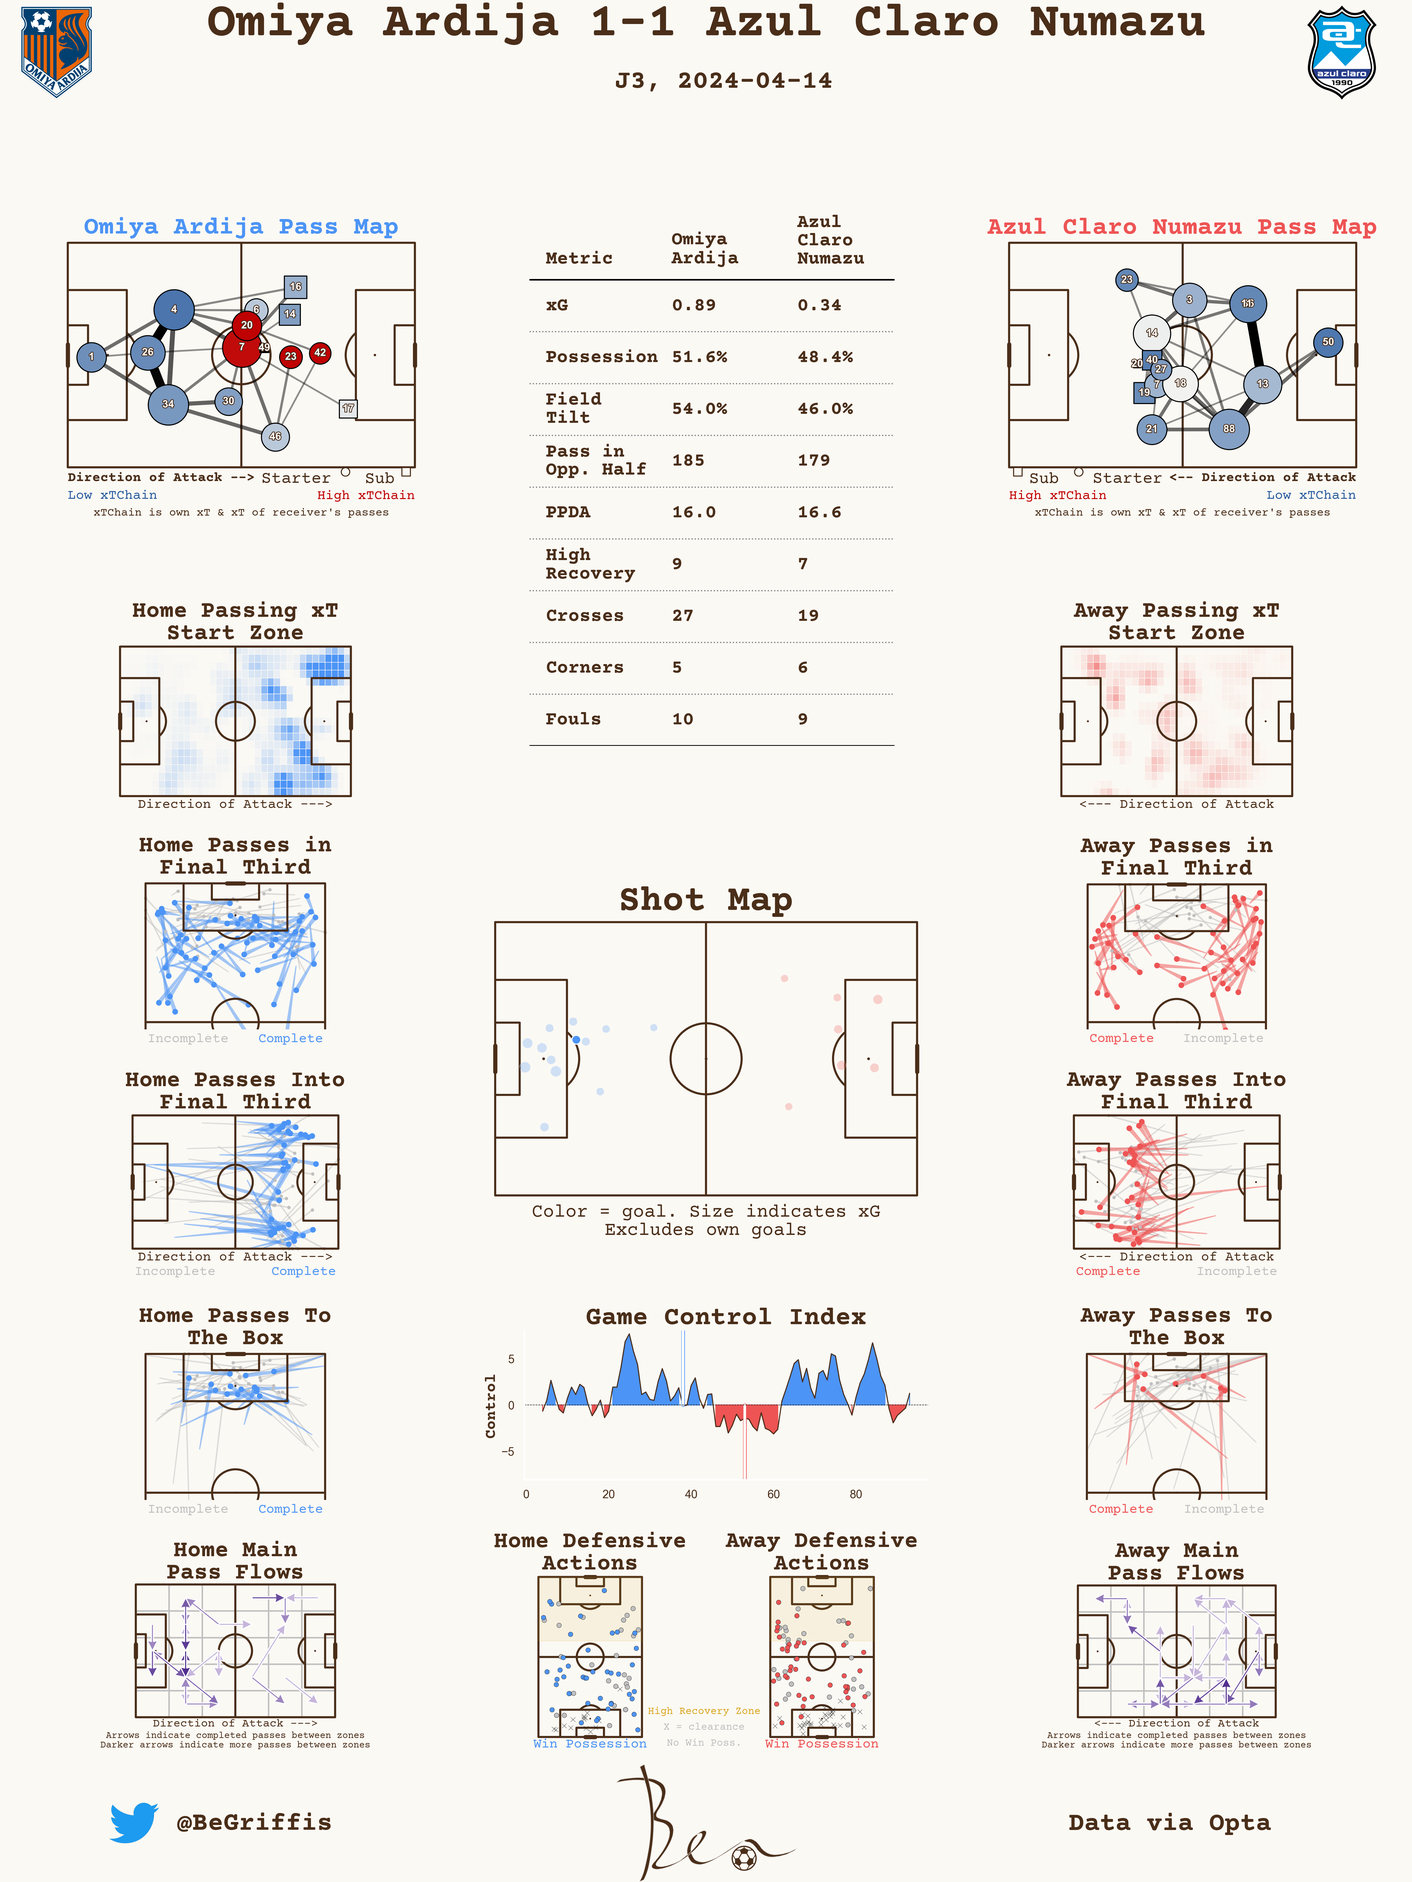 Omiya Ardija 1-1 Azul Claro Numazu
J3, 2024-04-14
OMIYA ARDIJA
azul claro
1990
Omiya Ardija Pass Map
1
4
26
34
6
20
7
49
30
46
16
14
23
42
17
Direction of Attack --> Starter Sub
Low xTChain High xTChain
xTChain is own xT & xT of receiver's passes
Metric Omiya Ardija Azul Claro Numazu
xG 0.89 0.34
Possession 51.6% 48.4%
Field Tilt 54.0% 46.0%
Pass in Opp. Half 185 179
PPDA 16.0 16.6
High Recovery 9 7
Crosses 27 19
Corners 5 6
Fouls 10 9
Azul Claro Numazu Pass Map
23
3
14
50
20
40
27
7
18
19
13
21
88
Sub Starter <-- Direction of Attack
High xTChain Low xTChain
xTChain is own xT & xT of receiver's passes
Home Passing xT
Start Zone
Direction of Attack --->
Away Passing xT
Start Zone
<--- Direction of Attack
Home Passes in
Final Third
Incomplete Complete
Away Passes in
Final Third
Complete Incomplete
Shot Map
Color = goal. Size indicates xG
Excludes own goals
Home Passes Into
Final Third
Direction of Attack --->
Incomplete Complete
Away Passes Into
Final Third
<--- Direction of Attack
Complete Incomplete
Home Passes To
The Box
Incomplete Complete
Game Control Index
Control
5
0
−5
0 20 40 60 80
Away Passes To
The Box
Complete Incomplete
Home Main
Pass Flows
Direction of Attack --->
Arrows indicate completed passes between zones
Darker arrows indicate more passes between zones
Home Defensive
Actions
Win Possession
High Recovery Zone
X = clearance
No Win Poss.
Away Defensive
Actions
Win Possession
Away Main
Pass Flows
<--- Direction of Attack
Arrows indicate completed passes between zones
Darker arrows indicate more passes between zones
@BeGriffis
Ben
Data via Opta